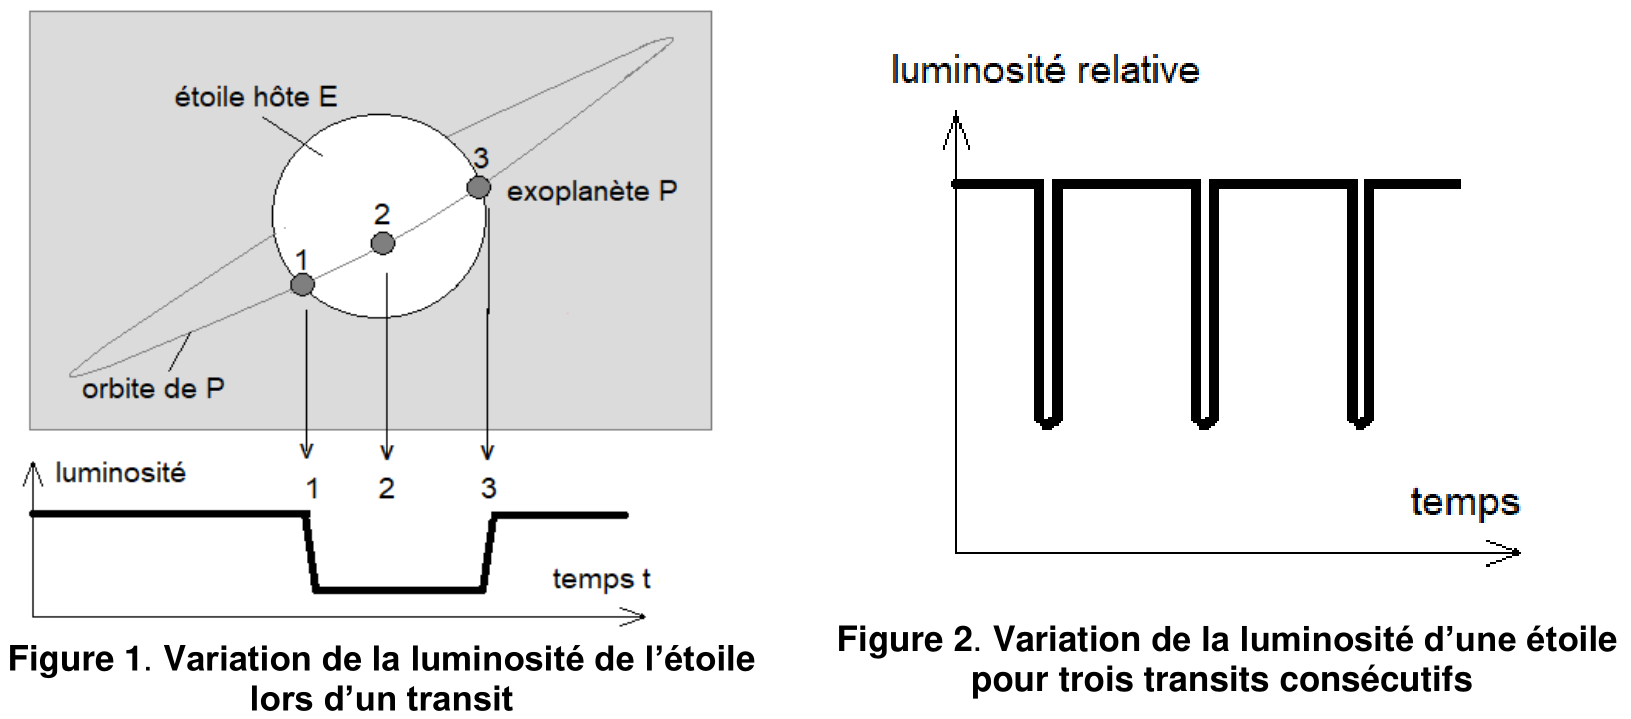 étoile hôte E
3
exoplanète P
2
1
orbite de P
luminosité
1 2 3
temps t
Figure 1. Variation de la luminosité de l'étoile
lors d'un transit
luminosité relative
temps
Figure 2. Variation de la luminosité d'une étoile
pour trois transits consécutifs